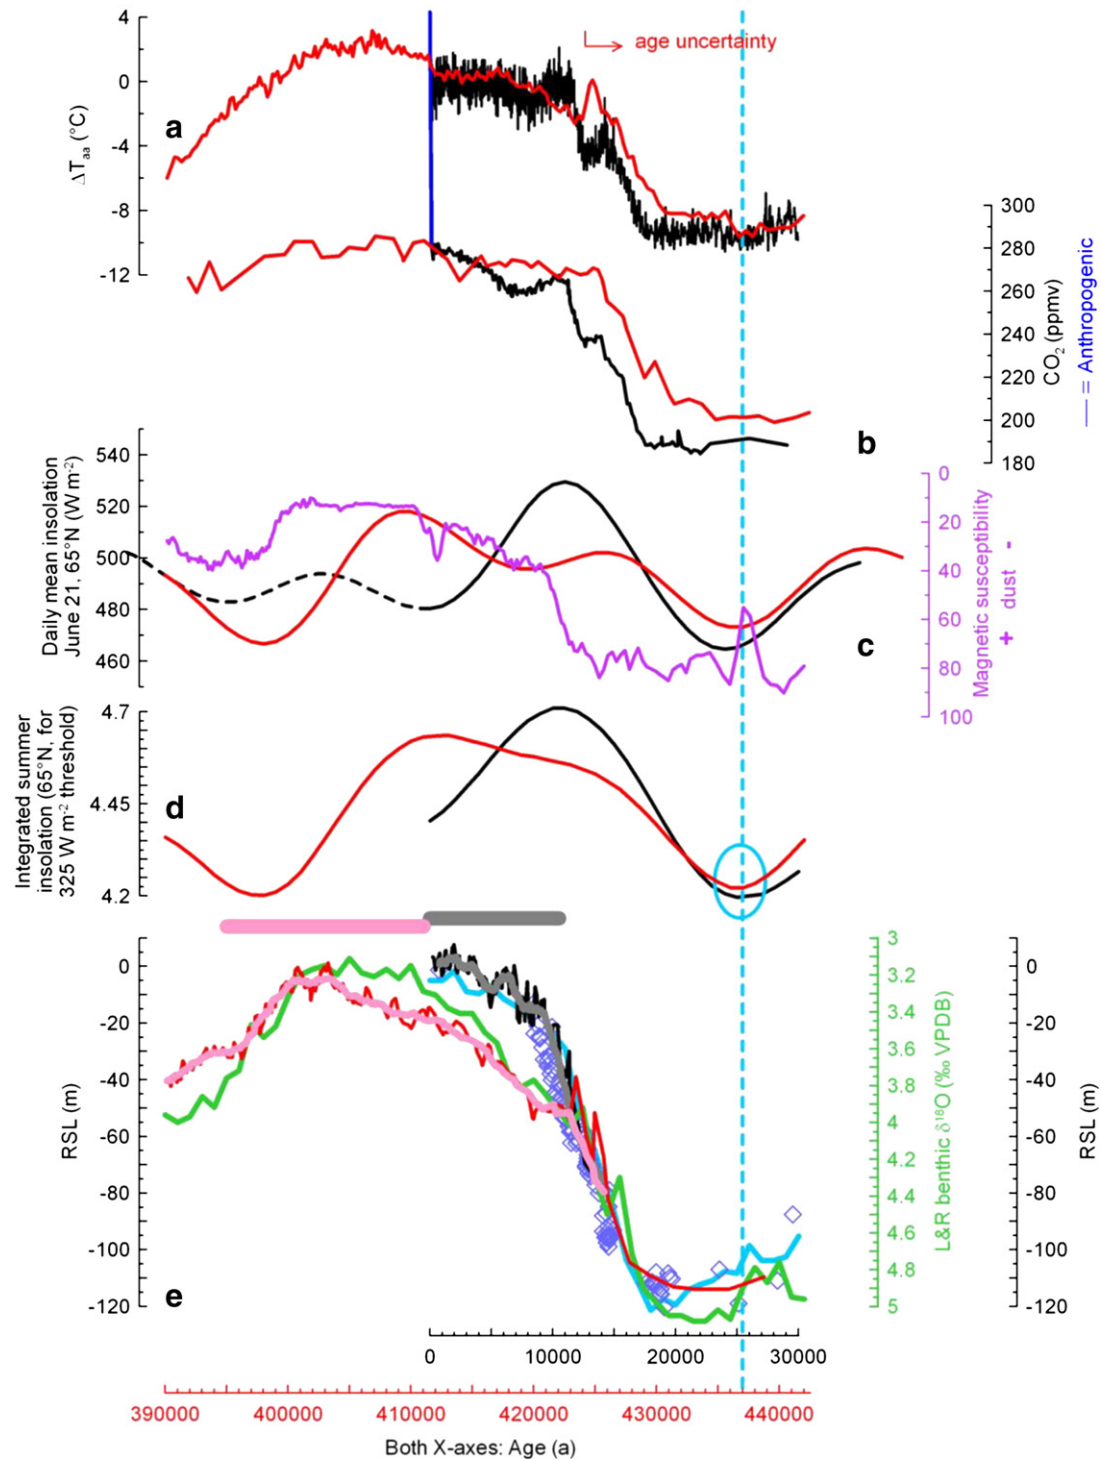 4
0
-4
-8
-12
ΔTaa (°C)
a
age uncertainty
300
280
260
240
220
200
180
CO2 (ppmv)
— = Anthropogenic
b
540
520
500
480
460
Daily mean insolation
June 21, 65°N (W m-2)
0
20
40
60
80
100
Magnetic susceptibility
+ dust -
c
4.7
4.45
4.2
Integrated summer
insolation (65°N, for
325 W m-2 threshold)
d
0
-20
-40
-60
-80
-100
-120
RSL (m)
e
3
3.2
3.4
3.6
3.8
4
4.2
4.4
4.6
4.8
5
L&R benthic δ18O (‰ VPDB)
0
-20
-40
-60
-80
-100
-120
RSL (m)
0 10000 20000 30000
390000 400000 410000 420000 430000 440000
Both X-axes: Age (a)